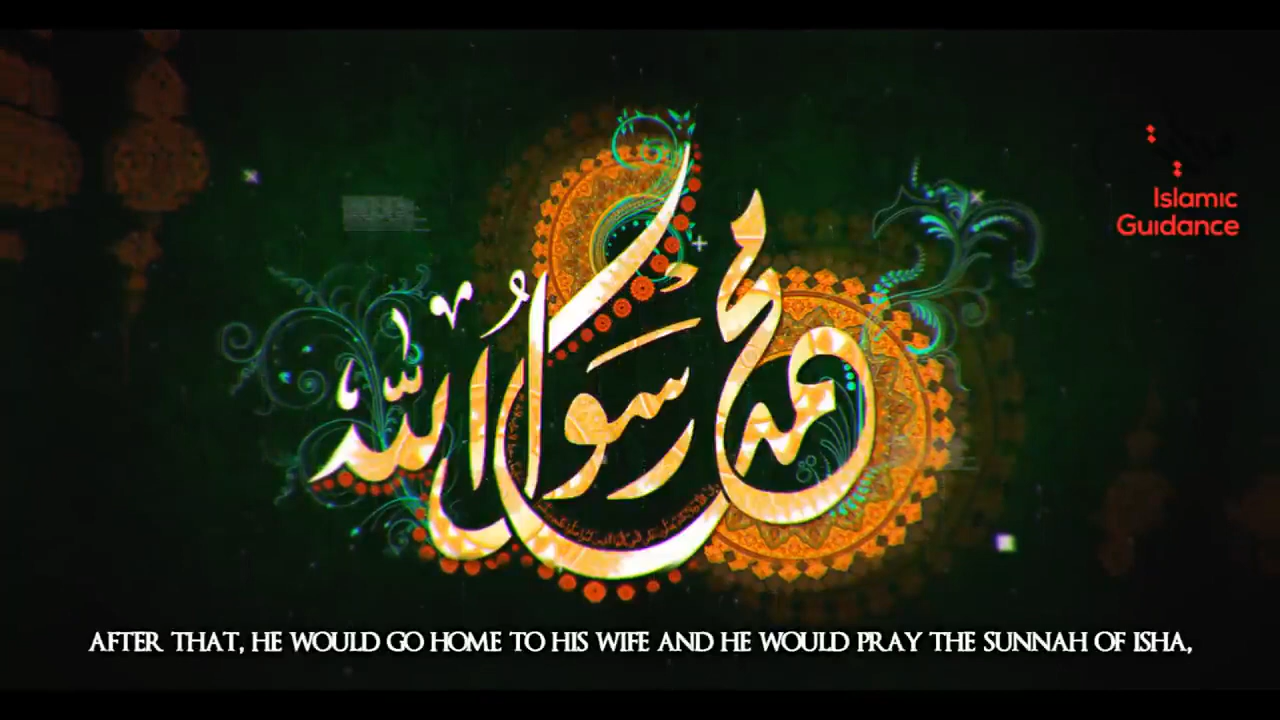 محمد رسول الله
Islamic
Guidance
AFTER THAT, HE WOULD GO HOME TO HIS WIFE AND HE WOULD PRAY THE SUNNAH OF ISHA,